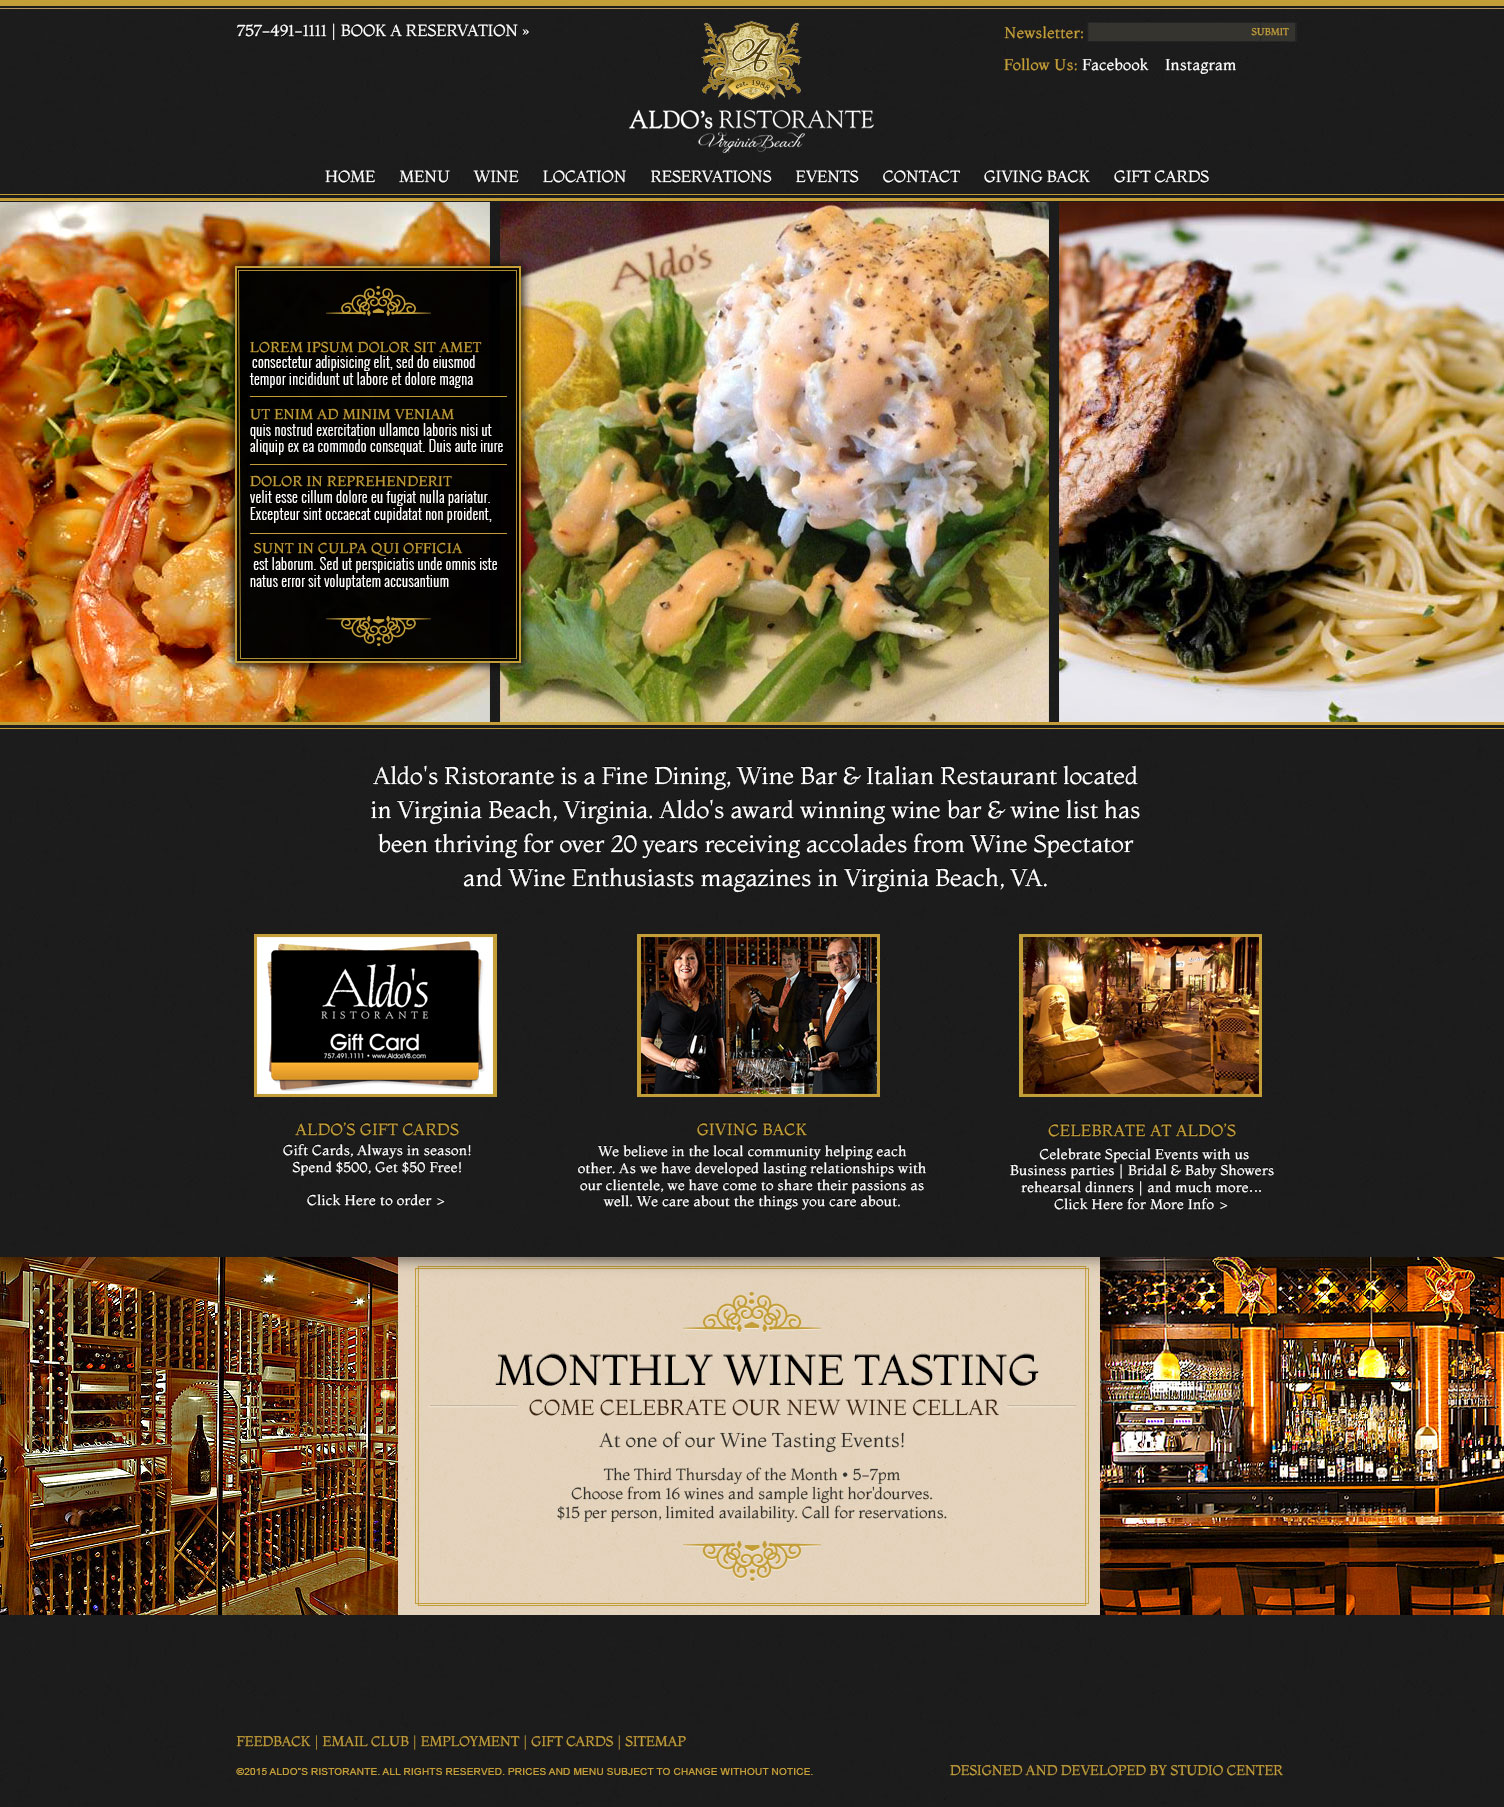 757-491-1111 | BOOK A RESERVATION »
Newsletter:
SUBMIT
Follow Us: Facebook Instagram
A
est. 1985
ALDO's RISTORANTE
Virginia Beach
HOME MENU WINE LOCATION RESERVATIONS EVENTS CONTACT GIVING BACK GIFT CARDS
Aldo's
LOREM IPSUM DOLOR SIT AMET
consectetur adipisicing elit, sed do eiusmod
tempor incididunt ut labore et dolore magna
UT ENIM AD MINIM VENIAM
quis nostrud exercitation ullamco laboris nisi ut
aliquip ex ea commodo consequat. Duis aute irure
DOLOR IN REPREHENDERIT
velit esse cillum dolore eu fugiat nulla pariatur.
Excepteur sint occaecat cupidatat non proident,
SUNT IN CULPA QUI OFFICIA
est laborum. Sed ut perspiciatis unde omnis iste
natus error sit voluptatem accusantium
Aldo's Ristorante is a Fine Dining, Wine Bar & Italian Restaurant located
in Virginia Beach, Virginia. Aldo's award winning wine bar & wine list has
been thriving for over 20 years receiving accolades from Wine Spectator
and Wine Enthusiasts magazines in Virginia Beach, VA.
Aldo's
RISTORANTE
Gift Card
757.491.1111 • www.AldosVB.com
ALDO'S GIFT CARDS
Gift Cards, Always in season!
Spend $500, Get $50 Free!
Click Here to order >
GIVING BACK
We believe in the local community helping each
other. As we have developed lasting relationships with
our clientele, we have come to share their passions as
well. We care about the things you care about.
CELEBRATE AT ALDO'S
Celebrate Special Events with us
Business parties | Bridal & Baby Showers
rehearsal dinners | and much more...
Click Here for More Info >
MONTHLY WINE TASTING
COME CELEBRATE OUR NEW WINE CELLAR
At one of our Wine Tasting Events!
The Third Thursday of the Month • 5-7pm
Choose from 16 wines and sample light hor'dourves.
$15 per person, limited availability. Call for reservations.
FEEDBACK | EMAIL CLUB | EMPLOYMENT | GIFT CARDS | SITEMAP
©2015 ALDO"S RISTORANTE. ALL RIGHTS RESERVED. PRICES AND MENU SUBJECT TO CHANGE WITHOUT NOTICE.
DESIGNED AND DEVELOPED BY STUDIO CENTER